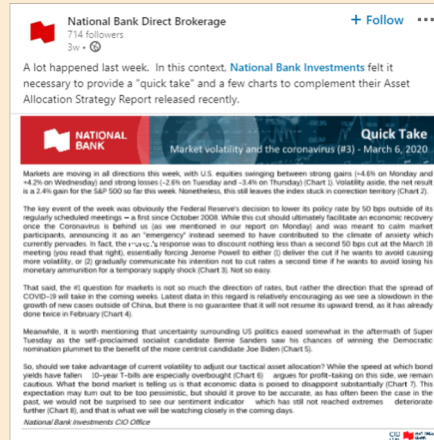 National Bank Direct Brokerage
+ Follow
714 followers
3w •
A lot happened last week. In this context, National Bank Investments felt it
necessary to provide a "quick take" and a few charts to complement their Asset
Allocation Strategy Report released recently.
NATIONAL
BANK
Quick Take
Market volatility and the coronavirus (#3) - March 6, 2020
Markets are moving in all directions this week, with U.S. equities swinging between strong gains (+4.6% on Monday and
+4.2% on Wednesday) and strong losses (-2.8% on Tuesday and -3.4% on Thursday) (Chart 1). Volatility aside, the net result
is a 2.4% gain for the S&P 500 so far this week. Nonetheless, this still leaves the index stuck in correction territory (Chart 2).
The key event of the week was obviously the Federal Reserve's decision to lower its policy rate by 50 bps outside of its
regularly scheduled meetings – a first since October 2008. While this cut should ultimately facilitate an economic recovery
once the Coronavirus is behind us (as we mentioned in our report on Monday) and was meant to calm market
participants, announcing it as an "emergency" instead seemed to have contributed to the climate of anxiety which
currently pervades. In fact, the response was to discount nothing less than a second 50 bps cut at the March 18
meeting (you read that right), essentially forcing Jerome Powell to either (1) deliver the cut if he wants to avoid causing
more volatility, or (2) gradually communicate his intention not to cut rates a second time if he wants to avoid losing his
monetary ammunition for a temporary supply shock (Chart 3). Not so easy.
That said, the #1 question for markets is not so much the direction of rates, but rather the direction that the spread of
COVID-19 will take in the coming weeks. Latest data in this regard is relatively encouraging as we see a slowdown in the
growth of new cases outside of China, but there is no guarantee that it will not resume its upward trend, as it has already
done twice in February (Chart 4).
Meanwhile, it is worth mentioning that uncertainty surrounding US politics eased somewhat in the aftermath of Super
Tuesday as the self-proclaimed socialist candidate Bernie Sanders saw his chances of winning the Democratic
nomination plummet to the benefit of the more centrist candidate Joe Biden (Chart 5).
So, should we take advantage of current volatility to adjust our tactical asset allocation? While the speed at which bond
yields have fallen 10-year T-bills are especially overbought (Chart 6) argues for profit-taking on this side, we remain
cautious. What the bond market is telling us is that economic data is poised to disappoint substantially (Chart 7). This
expectation may turn out to be too pessimistic, but should it prove to be accurate, as has often been the case in the
past, we would not be surprised to see our sentiment indicator which has still not reached extremes deteriorate
further (Chart 8), and that is what we will be watching closely in the coming days.
National Bank Investments CIO Office
CIO